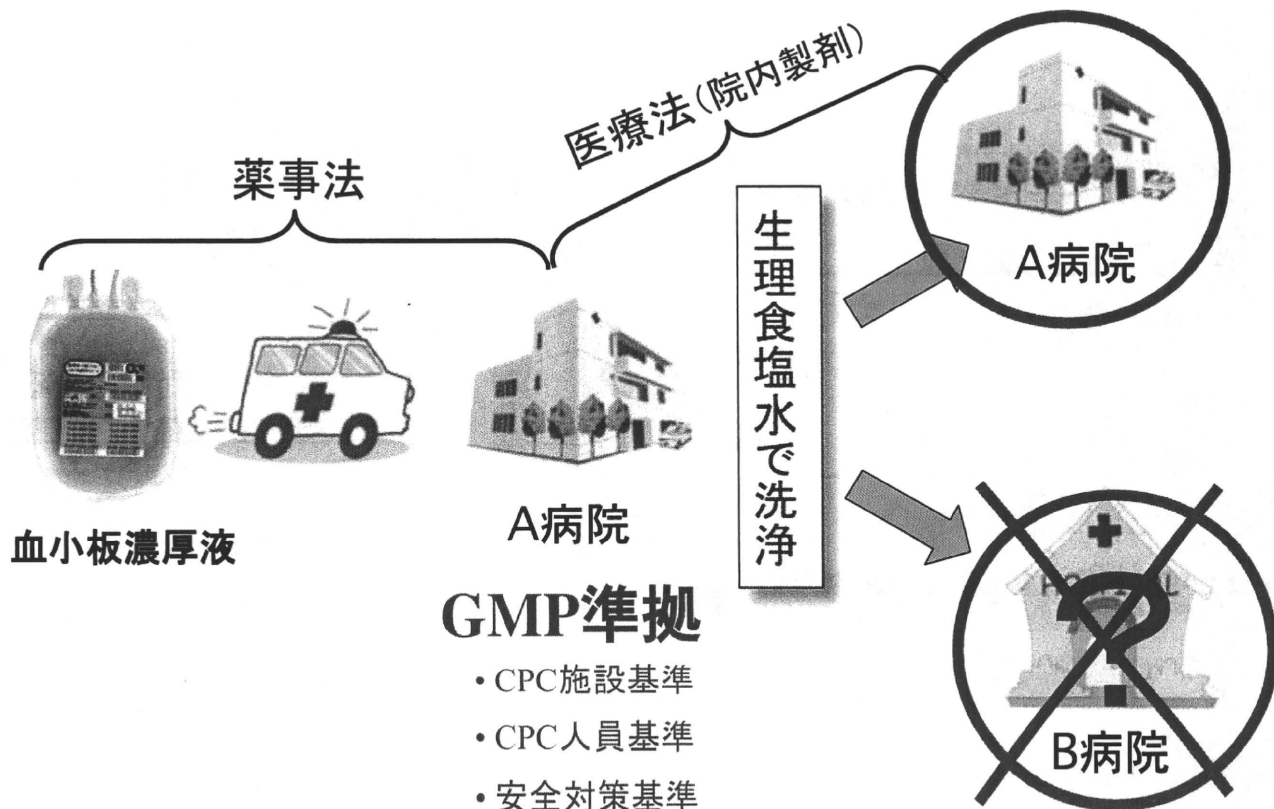 医療法(院内製剤)
薬事法
生理食塩水で洗浄
A病院
血小板濃厚液
A病院
GMP準拠
・CPC施設基準
・CPC人員基準
・安全対策基準
?
B病院